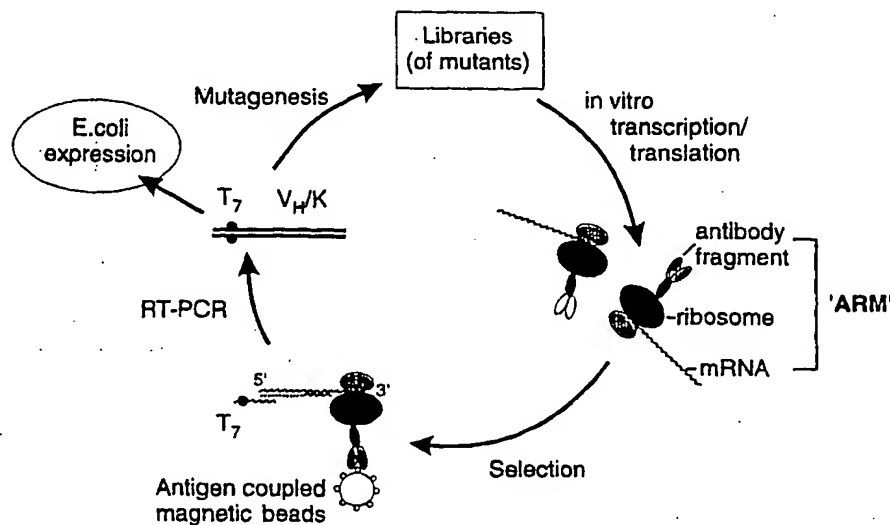 Libraries
(of mutants)
Mutagenesis
in vitro
transcription/
translation
E.coli
expression
T7
VH/K
antibody
fragment
ribosome
mRNA
'ARM'
RT-PCR
5'
3'
T7
Selection
Antigen coupled
magnetic beads